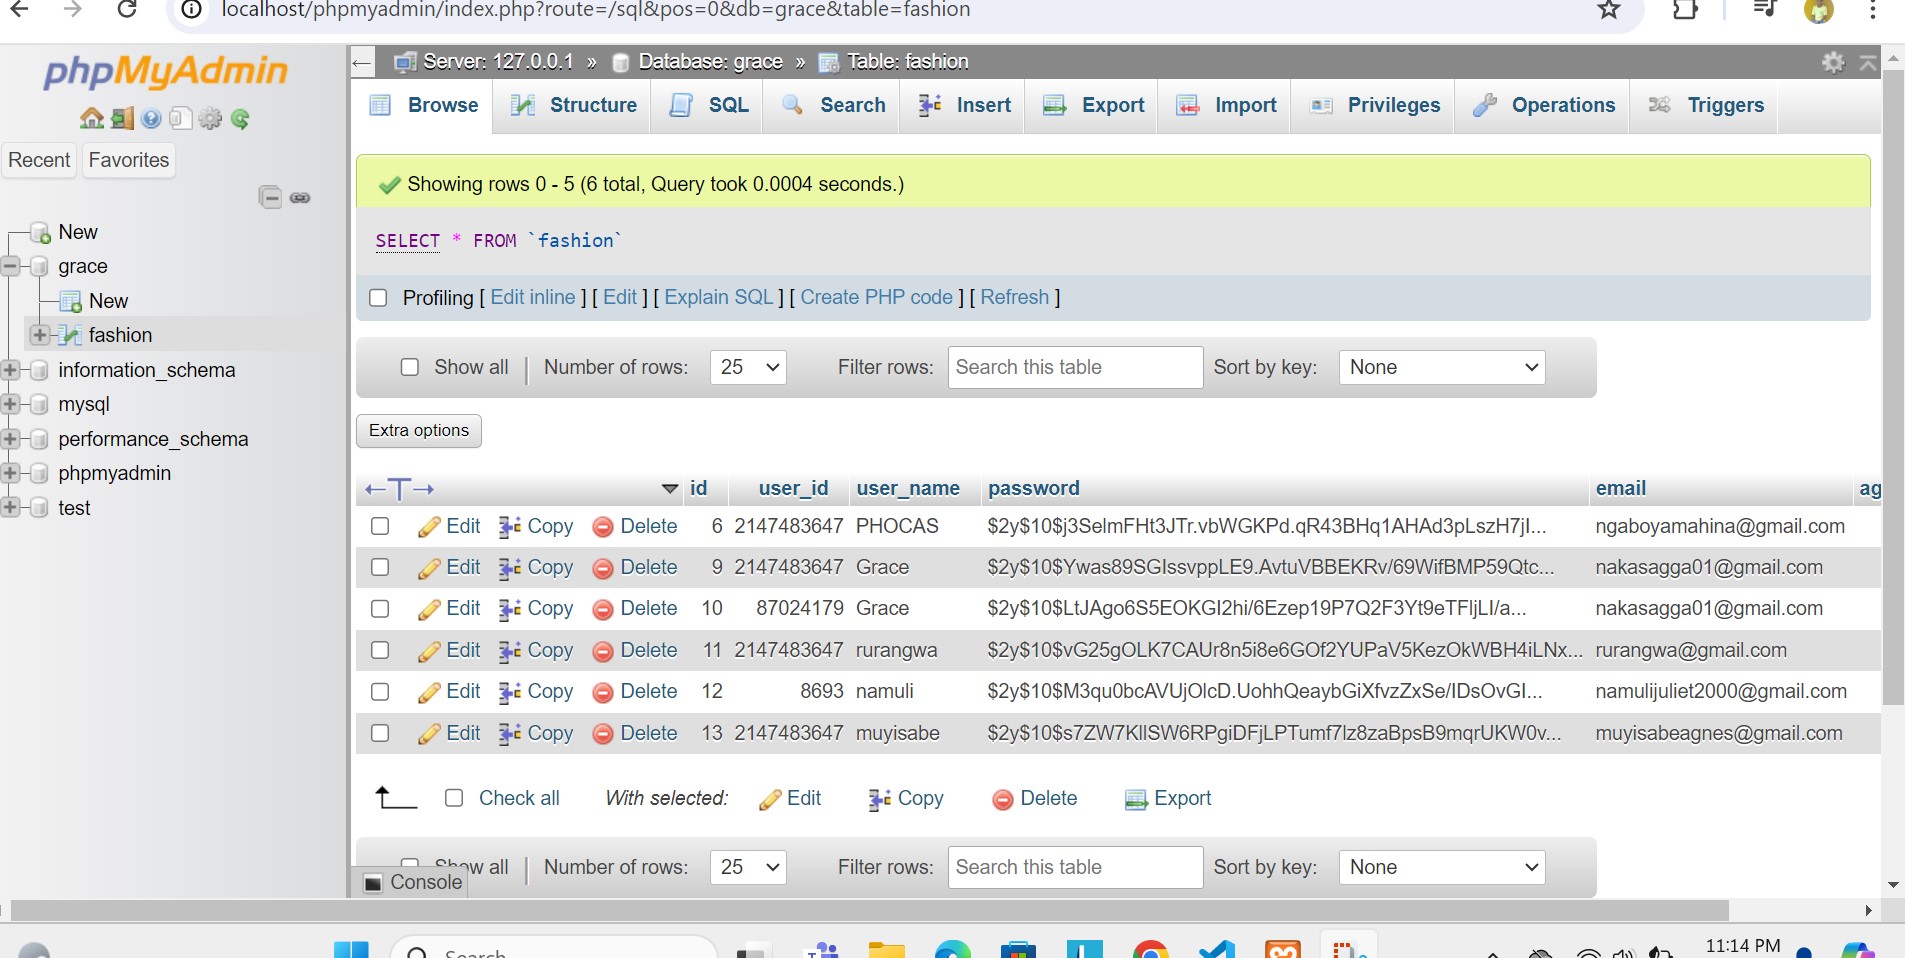 localhost/phpmyadmin/index.php?route=/sql&pos=0&db=grace&table=fashion
phpMyAdmin
Recent Favorites
New
grace
New
fashion
information_schema
mysql
performance_schema
phpmyadmin
test
Server: 127.0.0.1 » Database: grace » Table: fashion
Browse Structure SQL Search Insert Export Import Privileges Operations Triggers
Showing rows 0 - 5 (6 total, Query took 0.0004 seconds.)
SELECT * FROM `fashion`
Profiling [ Edit inline ] [ Edit ] [ Explain SQL ] [ Create PHP code ] [ Refresh ]
Show all Number of rows: 25 Filter rows: Search this table Sort by key: None
Extra options
id user_id user_name password email ag
Edit Copy Delete 6 2147483647 PHOCAS $2y$10$j3SelmFHt3JTr.vbWGKPd.qR43BHq1AHAd3pLszH7jI... ngaboyamahina@gmail.com
Edit Copy Delete 9 2147483647 Grace $2y$10$Ywas89SGIssvppLE9.AvtuVBBEKRv/69WifBMP59Qtc... nakasagga01@gmail.com
Edit Copy Delete 10 87024179 Grace $2y$10$LtJAgo6S5EOKGI2hi/6Ezep19P7Q2F3Yt9eTFljLI/a... nakasagga01@gmail.com
Edit Copy Delete 11 2147483647 rurangwa $2y$10$vG25gOLK7CAUr8n5i8e6GOf2YUPaV5KezOkWBH4iLNx... rurangwa@gmail.com
Edit Copy Delete 12 8693 namuli $2y$10$M3qu0bcAVUjOlcD.UohhQeaybGiXfvzZxSe/IDsOvGI... namulijuliet2000@gmail.com
Edit Copy Delete 13 2147483647 muyisabe $2y$10$s7ZW7KllSW6RPgiDFjLPTumf7lz8zaBpsB9mqrUKW0v... muyisabeagnes@gmail.com
Check all With selected: Edit Copy Delete Export
Show all Number of rows: 25 Filter rows: Search this table Sort by key: None
Console
Search
11:14 PM